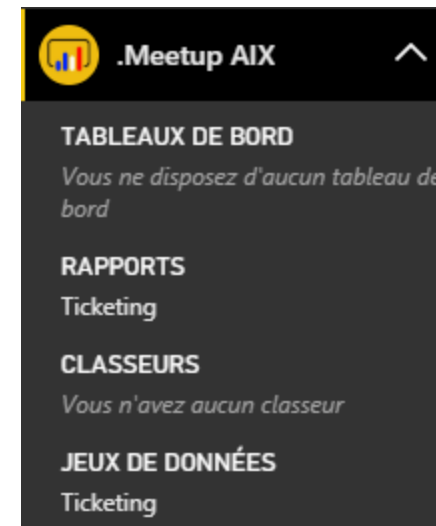 .Meetup AIX
TABLEAUX DE BORD
Vous ne disposez d'aucun tableau de
bord
RAPPORTS
Ticketing
CLASSEURS
Vous n'avez aucun classeur
JEUX DE DONNÉES
Ticketing